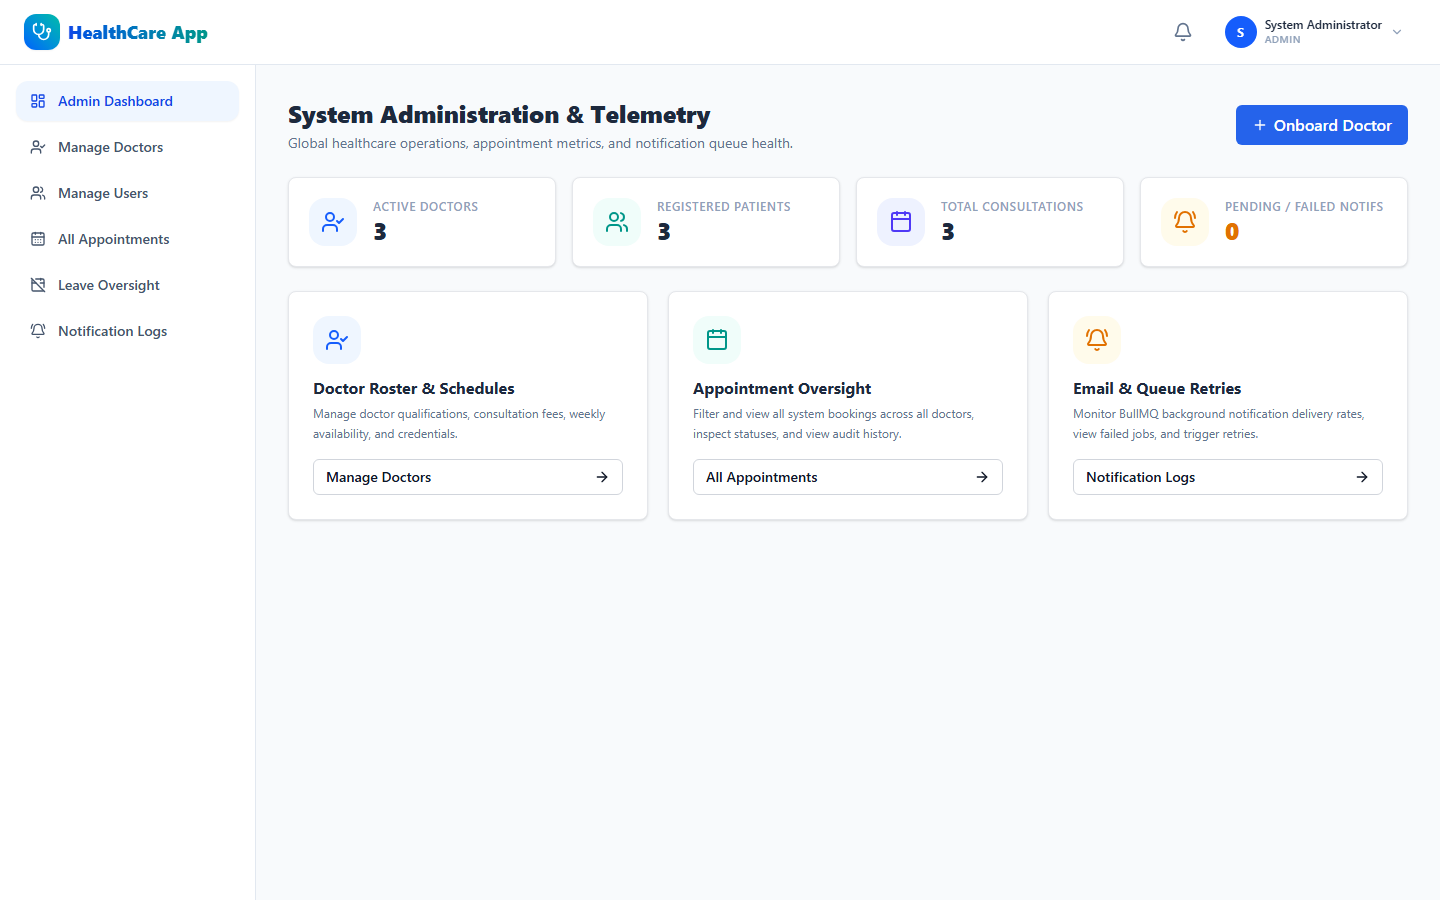 HealthCare App
S
System Administrator
ADMIN
Admin Dashboard
Manage Doctors
Manage Users
All Appointments
Leave Oversight
Notification Logs
System Administration & Telemetry
Global healthcare operations, appointment metrics, and notification queue health.
+ Onboard Doctor
ACTIVE DOCTORS
3
REGISTERED PATIENTS
3
TOTAL CONSULTATIONS
3
PENDING / FAILED NOTIFS
0
Doctor Roster & Schedules
Manage doctor qualifications, consultation fees, weekly
availability, and credentials.
Manage Doctors
Appointment Oversight
Filter and view all system bookings across all doctors,
inspect statuses, and view audit history.
All Appointments
Email & Queue Retries
Monitor BullMQ background notification delivery rates,
view failed jobs, and trigger retries.
Notification Logs